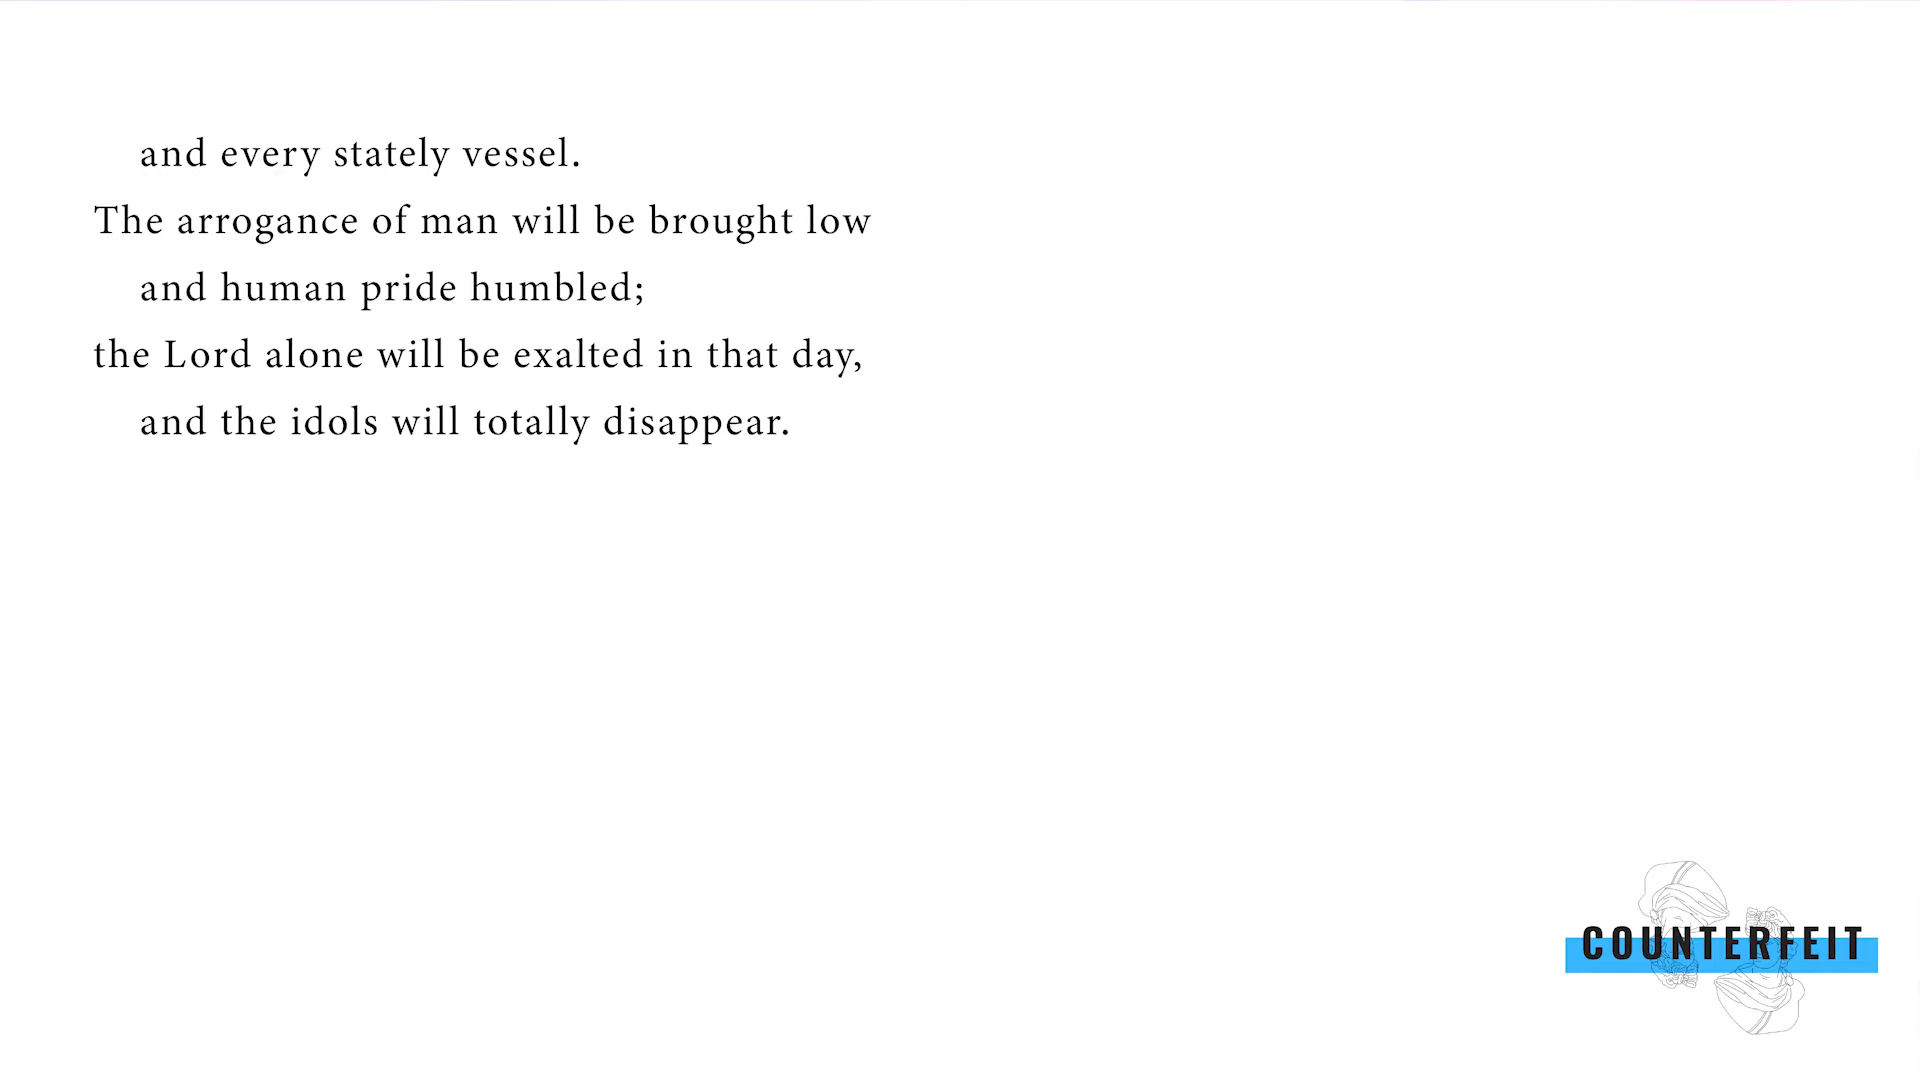 and every stately vessel.
The arrogance of man will be brought low
and human pride humbled;
the Lord alone will be exalted in that day,
and the idols will totally disappear.
COUNTERFEIT